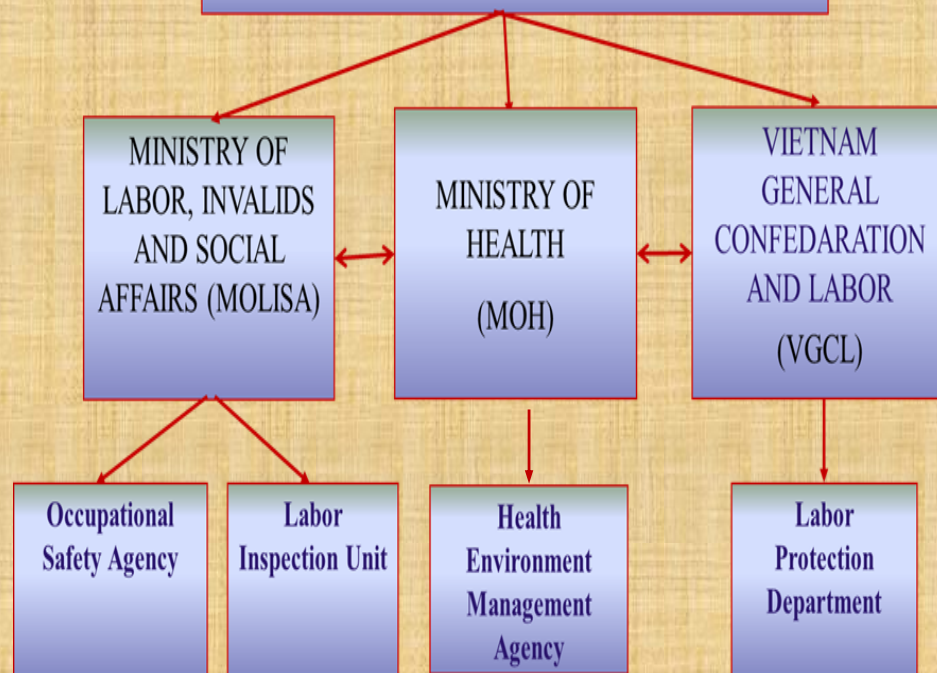 MINISTRY OF
LABOR, INVALIDS
AND SOCIAL
AFFAIRS (MOLISA)
MINISTRY OF
HEALTH
(MOH)
VIETNAM
GENERAL
CONFEDARATION
AND LABOR
(VGCL)
Occupational
Safety Agency
Labor
Inspection Unit
Health
Environment
Management
Agency
Labor
Protection
Department